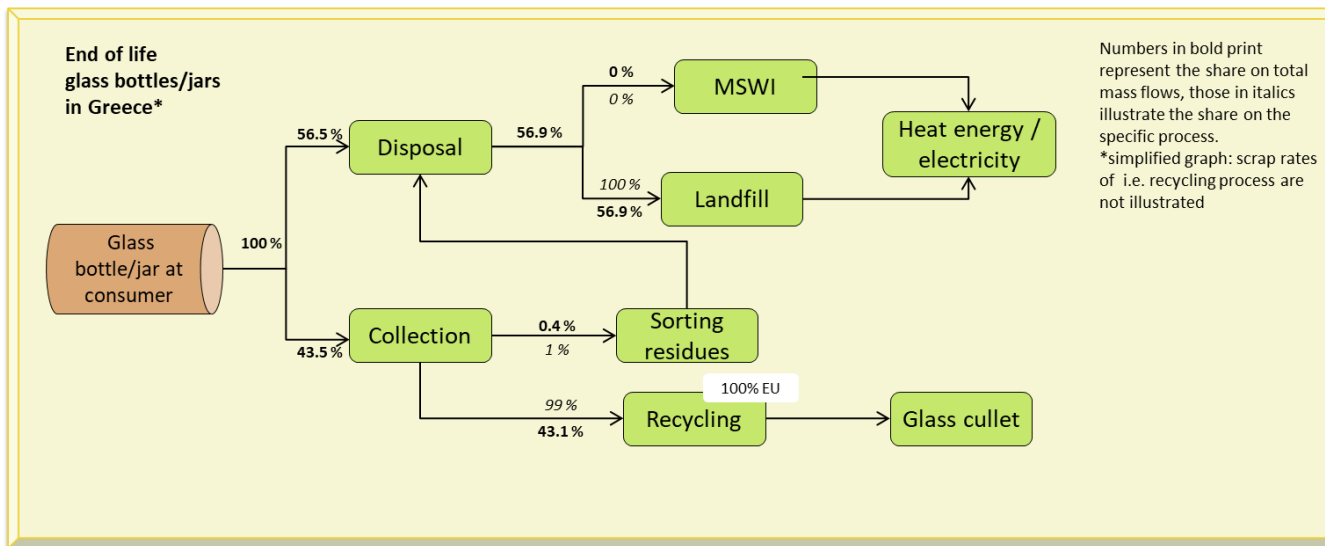 End of life
glass bottles/jars
in Greece*
Numbers in bold print
represent the share on total
mass flows, those in italics
illustrate the share on the
specific process.
*simplified graph: scrap rates
of i.e. recycling process are
not illustrated
0 %
0 %
MSWI
56.5 %
Disposal
56.9 %
Heat energy /
electricity
100 %
56.9 %
Landfill
Glass
bottle/jar at
consumer
100 %
43.5 %
Collection
0.4 %
1 %
Sorting
residues
100% EU
99 %
43.1 %
Recycling
Glass cullet